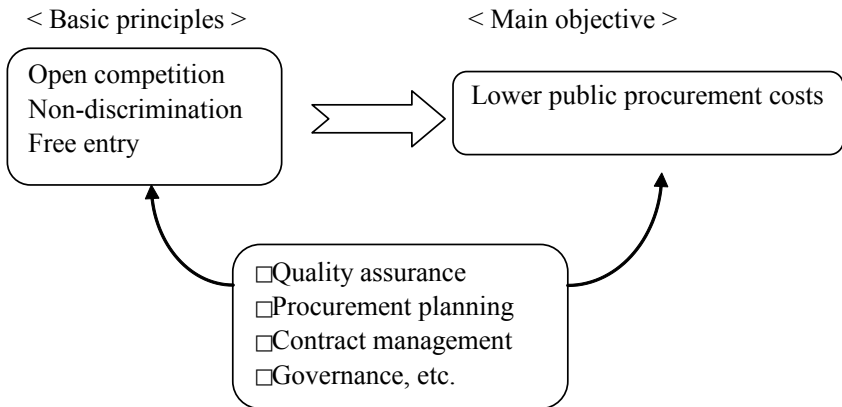 < Basic principles >
< Main objective >
Open competition
Non-discrimination
Free entry
Lower public procurement costs
□Quality assurance
□Procurement planning
□Contract management
□Governance, etc.